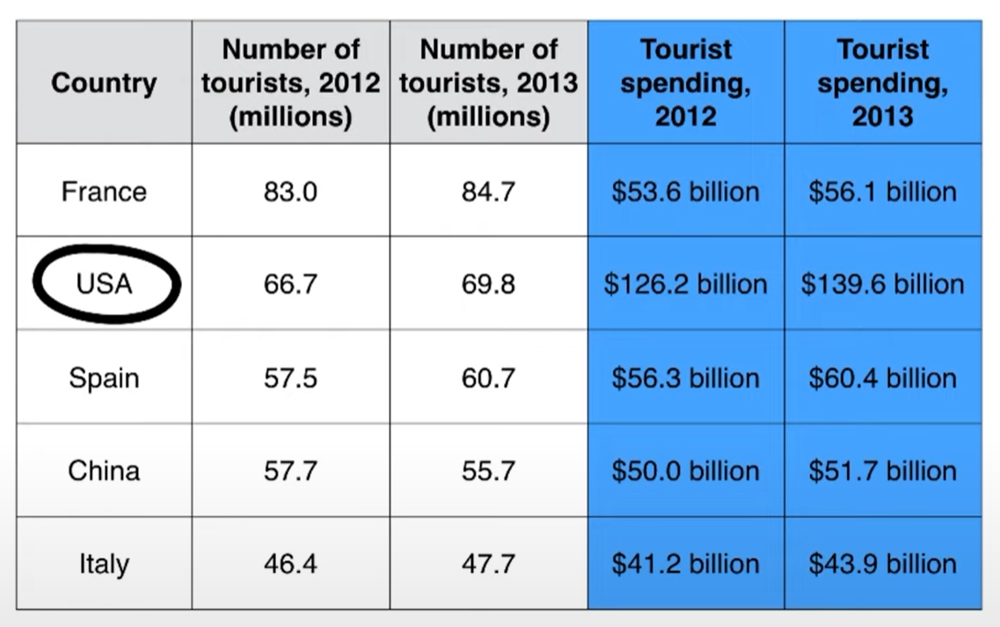 Country
Number of
tourists, 2012
(millions)
Number of
tourists, 2013
(millions)
Tourist
spending,
2012
Tourist
spending,
2013
France 83.0 84.7 $53.6 billion $56.1 billion
USA 66.7 69.8 $126.2 billion $139.6 billion
Spain 57.5 60.7 $56.3 billion $60.4 billion
China 57.7 55.7 $50.0 billion $51.7 billion
Italy 46.4 47.7 $41.2 billion $43.9 billion